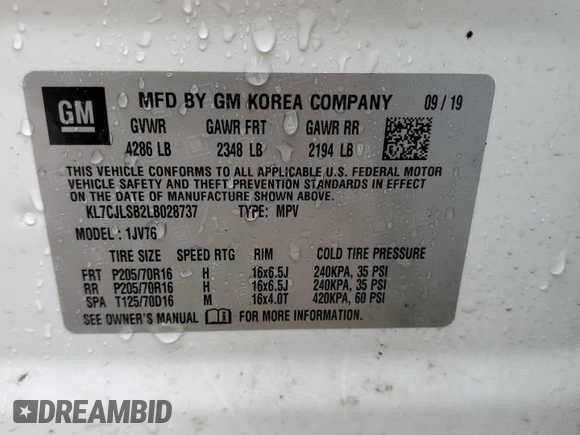 GM
MFD BY GM KOREA COMPANY 09 / 19
GVWR GAWR FRT GAWR RR
4286 LB 2348 LB 2194 LB
THIS VEHICLE CONFORMS TO ALL APPLICABLE U.S. FEDERAL MOTOR
VEHICLE SAFETY AND THEFT PREVENTION STANDARDS IN EFFECT
ON THE DATE OF MANUFACTURE SHOWN ABOVE.
KL7CJLSB2LB028737 TYPE: MPV
MODEL : 1JV76
TIRE SIZE SPEED RTG RIM COLD TIRE PRESSURE
FRT P205/70R16 H 16x6.5J 240KPA, 35 PSI
RR P205/70R16 H 16x6.5J 240KPA, 35 PSI
SPA T125/70D16 M 16x4.0T 420KPA, 60 PSI
SEE OWNER'S MANUAL FOR MORE INFORMATION.
DREAMBID